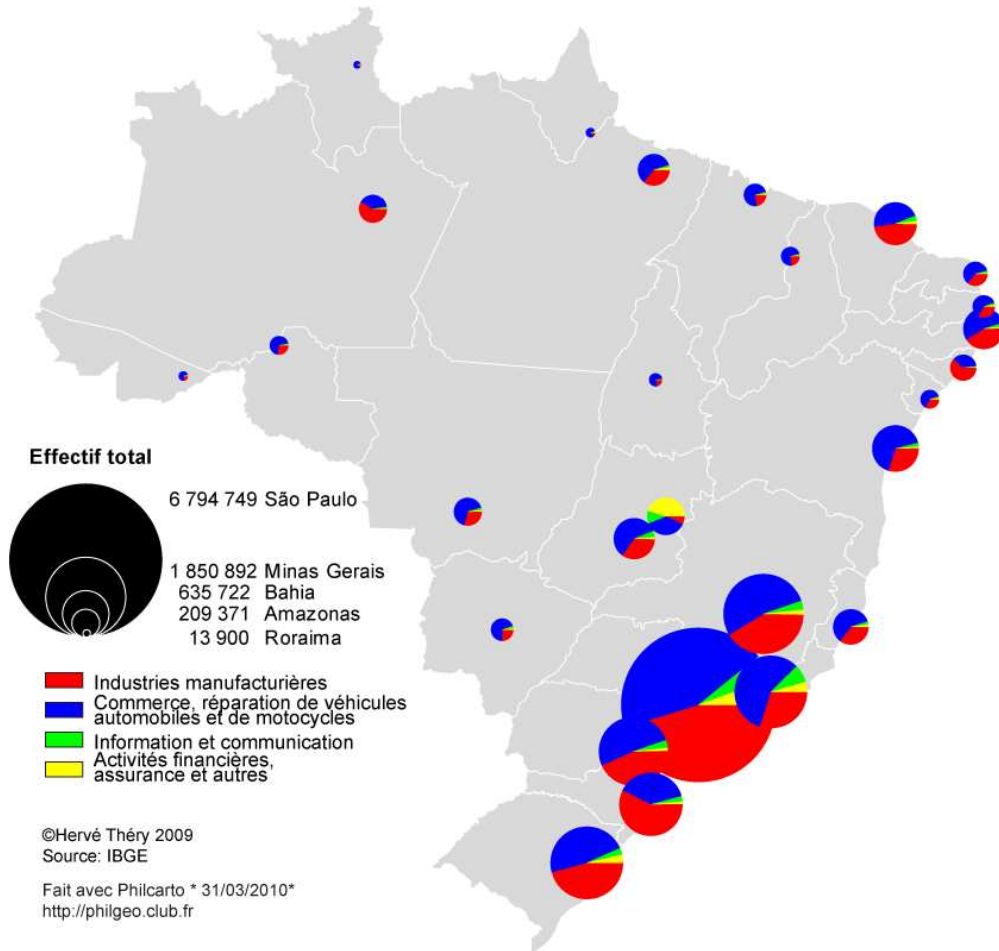 Effectif total
6 794 749 São Paulo
1 850 892 Minas Gerais
635 722 Bahia
209 371 Amazonas
13 900 Roraima
Industries manufacturières
Commerce, réparation de véhicules
automobiles et de motocycles
Information et communication
Activités financières,
assurance et autres
©Hervé Théry 2009
Source: IBGE
Fait avec Philcarto * 31/03/2010*
http://philgeo.club.fr